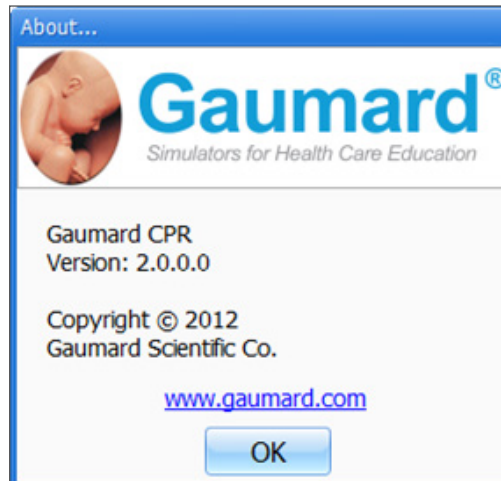 About...
Gaumard®
Simulators for Health Care Education
Gaumard CPR
Version: 2.0.0.0
Copyright © 2012
Gaumard Scientific Co.
www.gaumard.com
OK